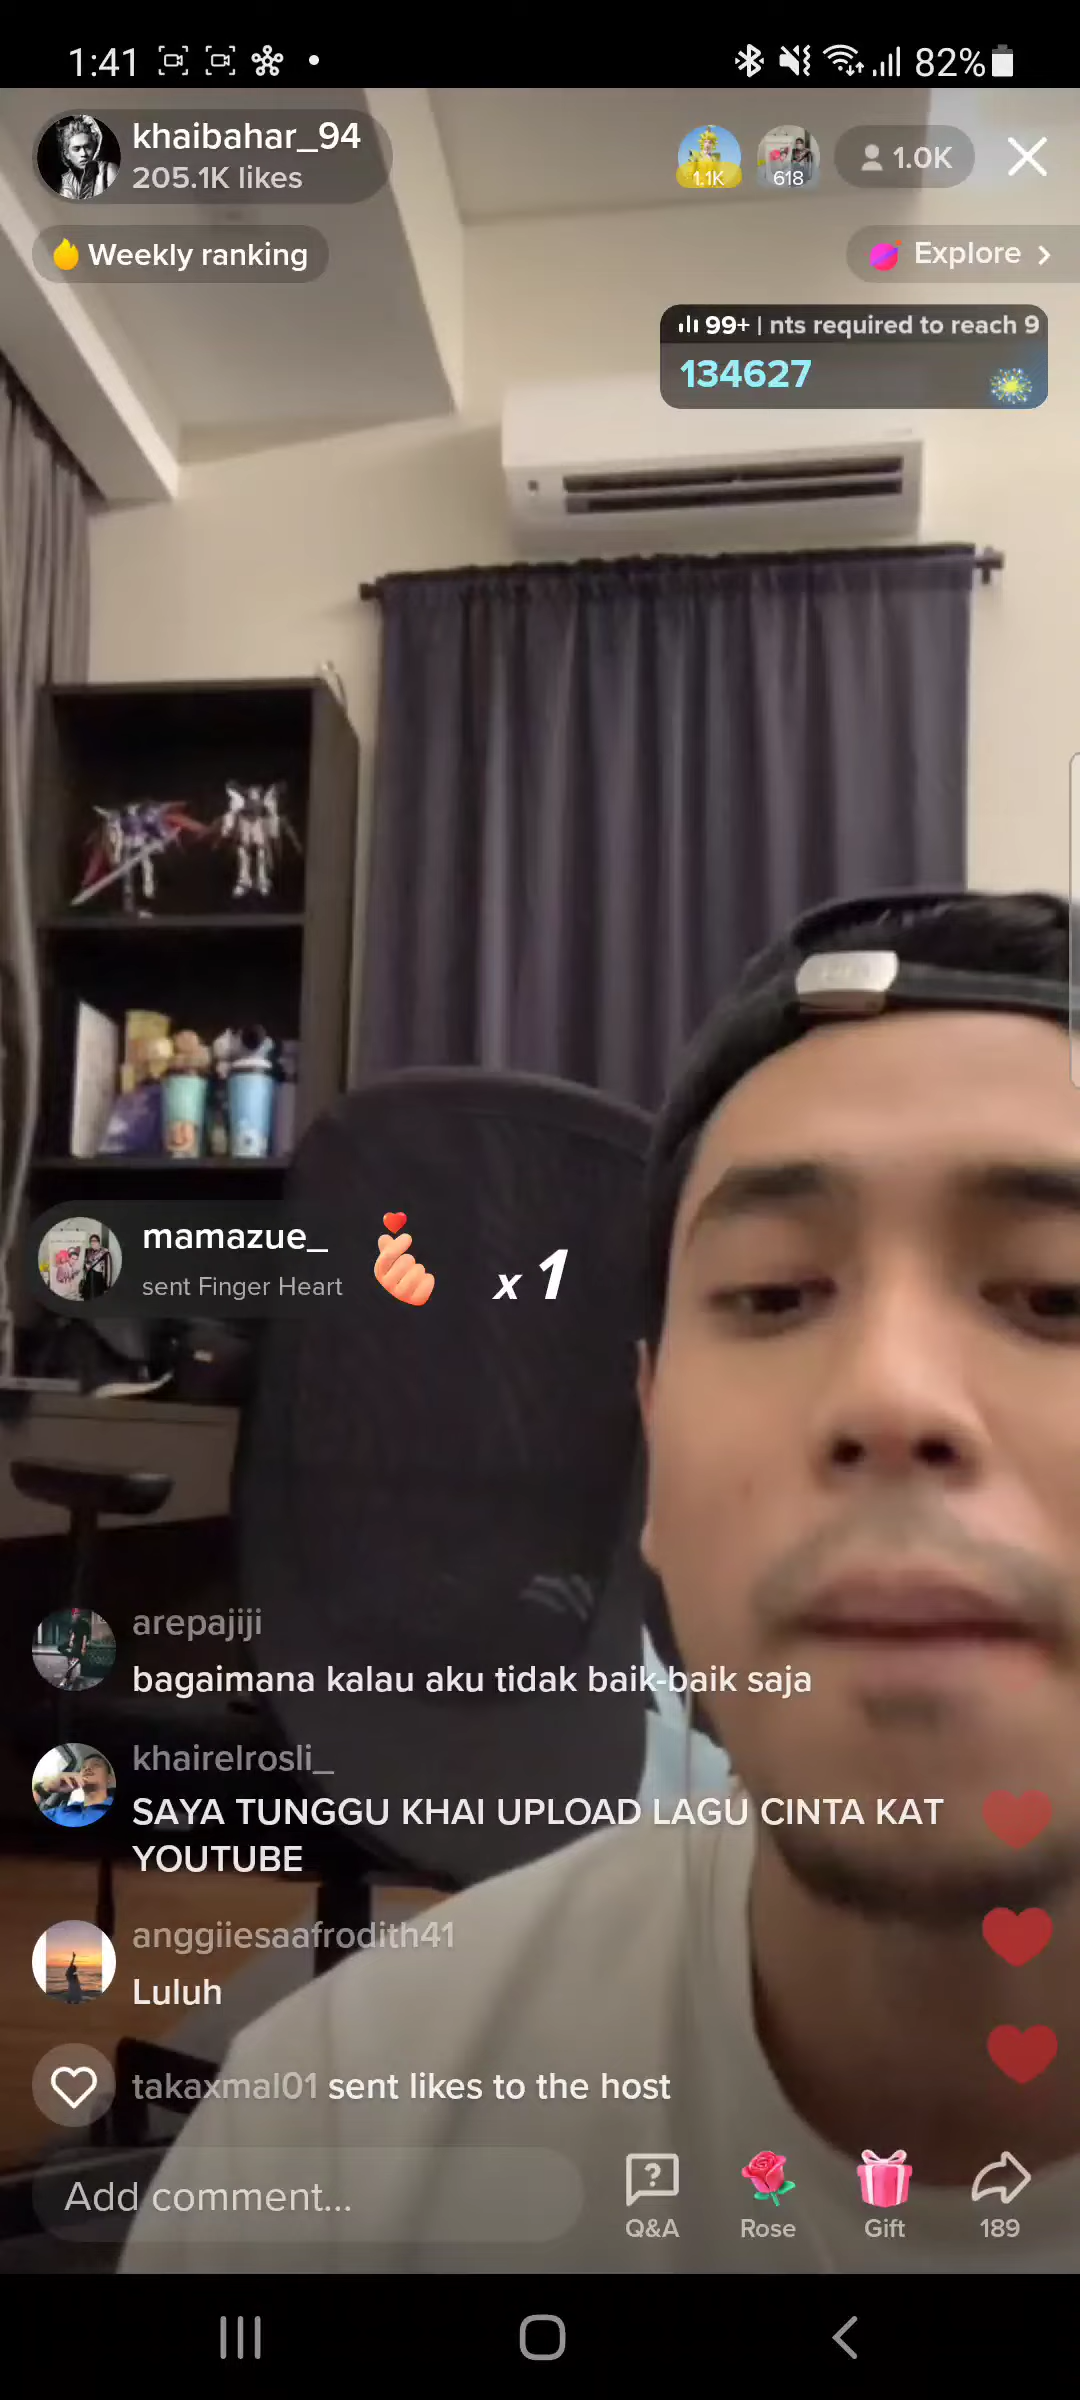 1:41
82%
khaibahar_94
205.1K likes
1.1K
618
1.0K
Weekly ranking
Explore
99+ | nts required to reach 9
134627
mamazue_
sent Finger Heart
x 1
arepajiji
bagaimana kalau aku tidak baik-baik saja
khairelrosli_
SAYA TUNGGU KHAI UPLOAD LAGU CINTA KAT
YOUTUBE
anggiiesaafrodith41
Luluh
takaxmal01 sent likes to the host
Add comment...
Q&A
Rose
Gift
189